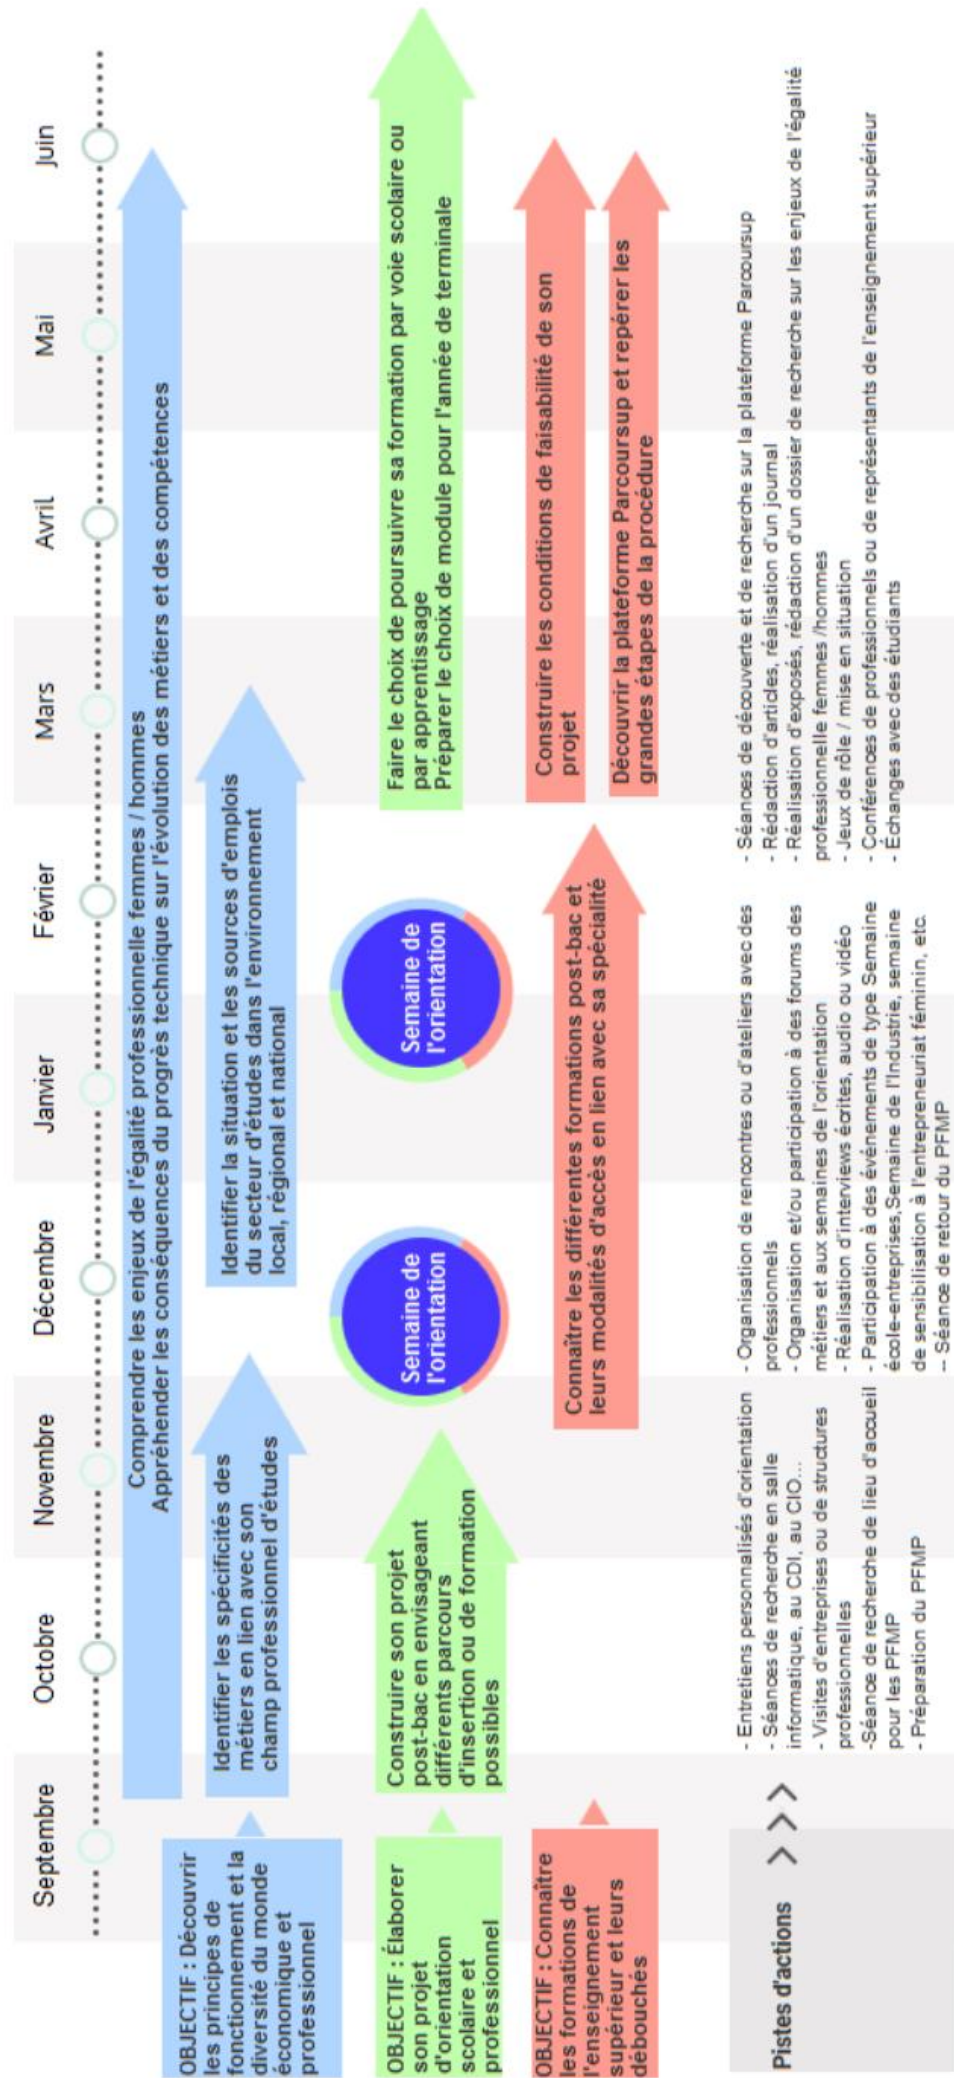 Septembre
Octobre
Novembre
Décembre
Janvier
Février
Mars
Avril
Mai
Juin
OBJECTIF : Découvrir
les principes de
fonctionnement et la
diversité du monde
économique et
professionnel
Comprendre les enjeux de l'égalité professionnelle femmes / hommes
Appréhender les conséquences du progrès technique sur l'évolution des métiers et des compétences
Identifier les spécificités des
métiers en lien avec son
champ professionnel d'études
Identifier la situation et les sources d'emplois
du secteur d'études dans l'environnement
local, régional et national
OBJECTIF : Élaborer
son projet
d'orientation
scolaire et
professionnel
Construire son projet
post-bac en envisageant
différents parcours
d'insertion ou de formation
possibles
Semaine de
l'orientation
Semaine de
l'orientation
Faire le choix de poursuivre sa formation par voie scolaire ou
par apprentissage
Préparer le choix de module pour l'année de terminale
OBJECTIF : Connaître
les formations de
l'enseignement
supérieur et leurs
débouchés
Connaître les différentes formations post-bac et
leurs modalités d'accès en lien avec sa spécialité
Construire les conditions de faisabilité de son
projet
Découvrir la plateforme Parcoursup et repérer les
grandes étapes de la procédure
Pistes d'actions
- Entretiens personnalisés d'orientation
- Séances de recherche en salle
informatique, au CDI, au CIO...
- Visites d'entreprises ou de structures
professionnelles
-Séance de recherche de lieu d'accueil
pour les PFMP
- Préparation du PFMP
- Organisation de rencontres ou d'ateliers avec des
professionnels
- Organisation et/ou participation à des forums des
métiers et aux semaines de l'orientation
- Réalisation d'interviews écrites, audio ou vidéo
- Participation à des événements de type Semaine
école-entreprises,Semaine de l'Industrie, semaine
de sensibilisation à l'entrepreneuriat féminin, etc.
-- Séance de retour du PFMP
- Séances de découverte et de recherche sur la plateforme Parcoursup
- Rédaction d'articles, réalisation d'un journal
- Réalisation d'exposés, rédaction d'un dossier de recherche sur les enjeux de l'égalité
professionnelle femmes /hommes
- Jeux de rôle / mise en situation
- Conférences de professionnels ou de représentants de l'enseignement supérieur
- Échanges avec des étudiants